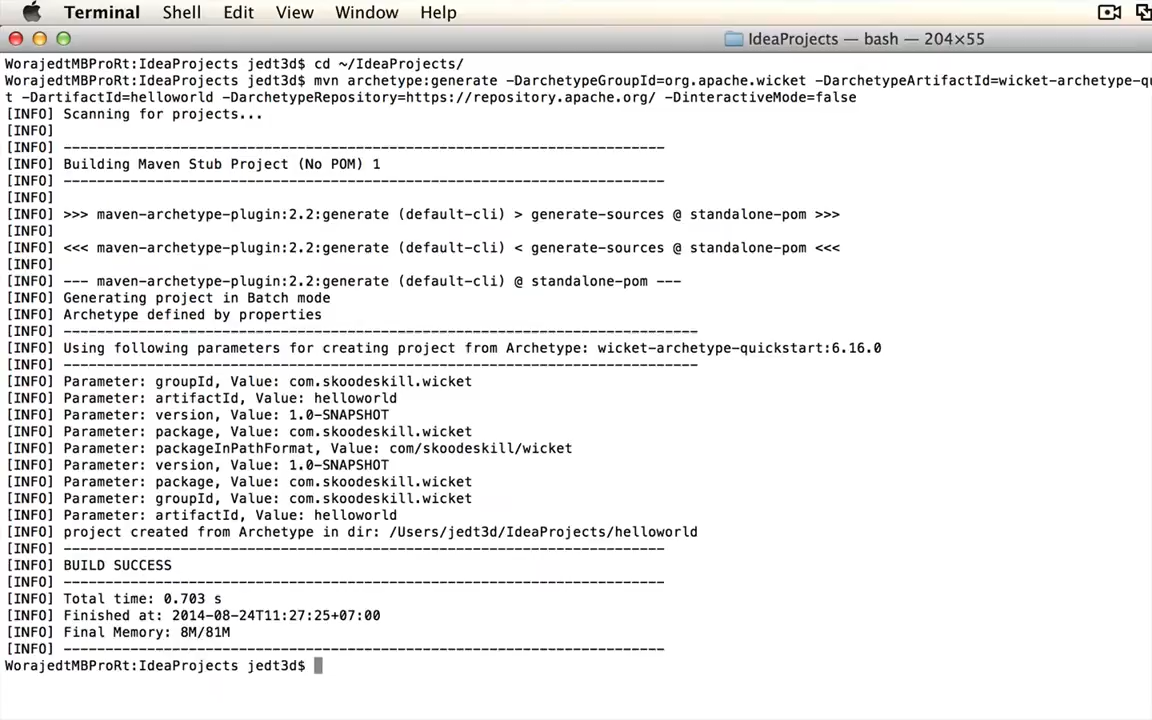 Terminal Shell Edit View Window Help
IdeaProjects — bash — 204×55
WorajedtMBProRt:IdeaProjects jedt3d$ cd ~/IdeaProjects/
WorajedtMBProRt:IdeaProjects jedt3d$ mvn archetype:generate -DarchetypeGroupId=org.apache.wicket -DarchetypeArtifactId=wicket-archetype-qu
t -DartifactId=helloworld -DarchetypeRepository=https://repository.apache.org/ -DinteractiveMode=false
[INFO] Scanning for projects...
[INFO]
[INFO] ------------------------------------------------------------------------
[INFO] Building Maven Stub Project (No POM) 1
[INFO] ------------------------------------------------------------------------
[INFO]
[INFO] >>> maven-archetype-plugin:2.2:generate (default-cli) > generate-sources @ standalone-pom >>>
[INFO]
[INFO] <<< maven-archetype-plugin:2.2:generate (default-cli) < generate-sources @ standalone-pom <<<
[INFO]
[INFO] --- maven-archetype-plugin:2.2:generate (default-cli) @ standalone-pom ---
[INFO] Generating project in Batch mode
[INFO] Archetype defined by properties
[INFO] ----------------------------------------------------------------------------
[INFO] Using following parameters for creating project from Archetype: wicket-archetype-quickstart:6.16.0
[INFO] ----------------------------------------------------------------------------
[INFO] Parameter: groupId, Value: com.skoodeskill.wicket
[INFO] Parameter: artifactId, Value: helloworld
[INFO] Parameter: version, Value: 1.0-SNAPSHOT
[INFO] Parameter: package, Value: com.skoodeskill.wicket
[INFO] Parameter: packageInPathFormat, Value: com/skoodeskill/wicket
[INFO] Parameter: version, Value: 1.0-SNAPSHOT
[INFO] Parameter: package, Value: com.skoodeskill.wicket
[INFO] Parameter: groupId, Value: com.skoodeskill.wicket
[INFO] Parameter: artifactId, Value: helloworld
[INFO] project created from Archetype in dir: /Users/jedt3d/IdeaProjects/helloworld
[INFO] ------------------------------------------------------------------------
[INFO] BUILD SUCCESS
[INFO] ------------------------------------------------------------------------
[INFO] Total time: 0.703 s
[INFO] Finished at: 2014-08-24T11:27:25+07:00
[INFO] Final Memory: 8M/81M
[INFO] ------------------------------------------------------------------------
WorajedtMBProRt:IdeaProjects jedt3d$